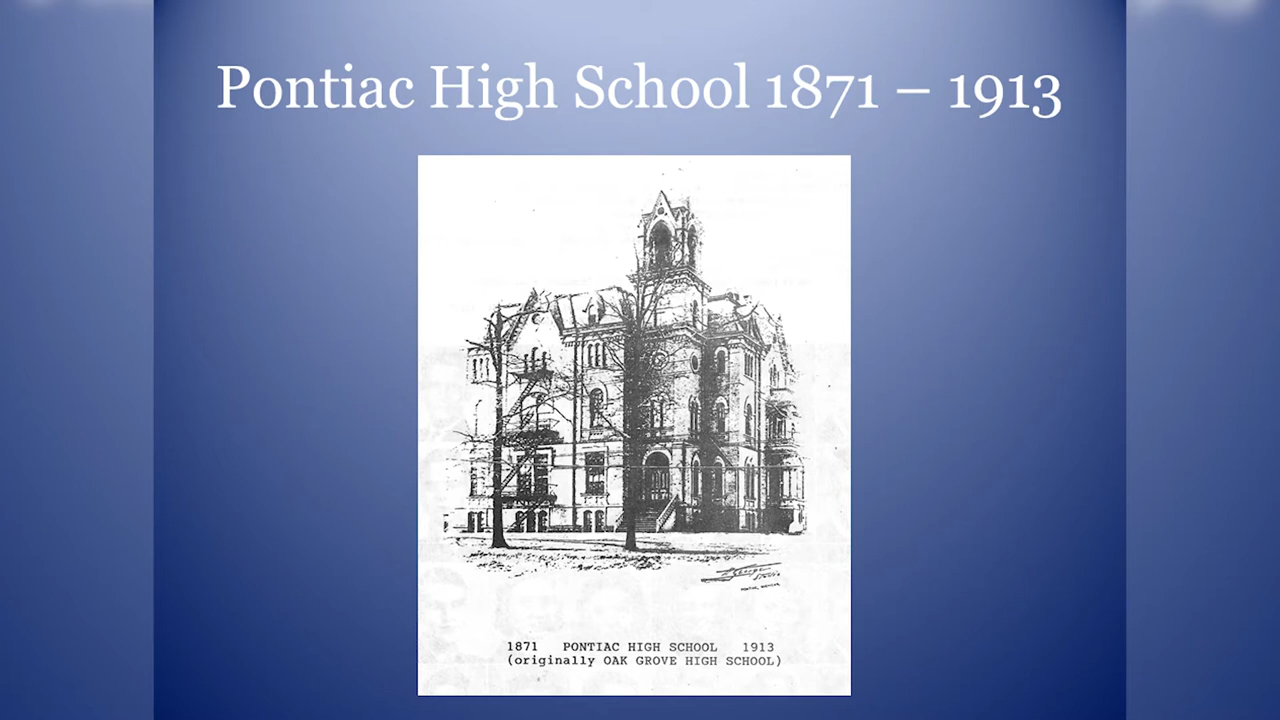 Pontiac High School 1871 – 1913
1871 PONTIAC HIGH SCHOOL 1913
(originally OAK GROVE HIGH SCHOOL)